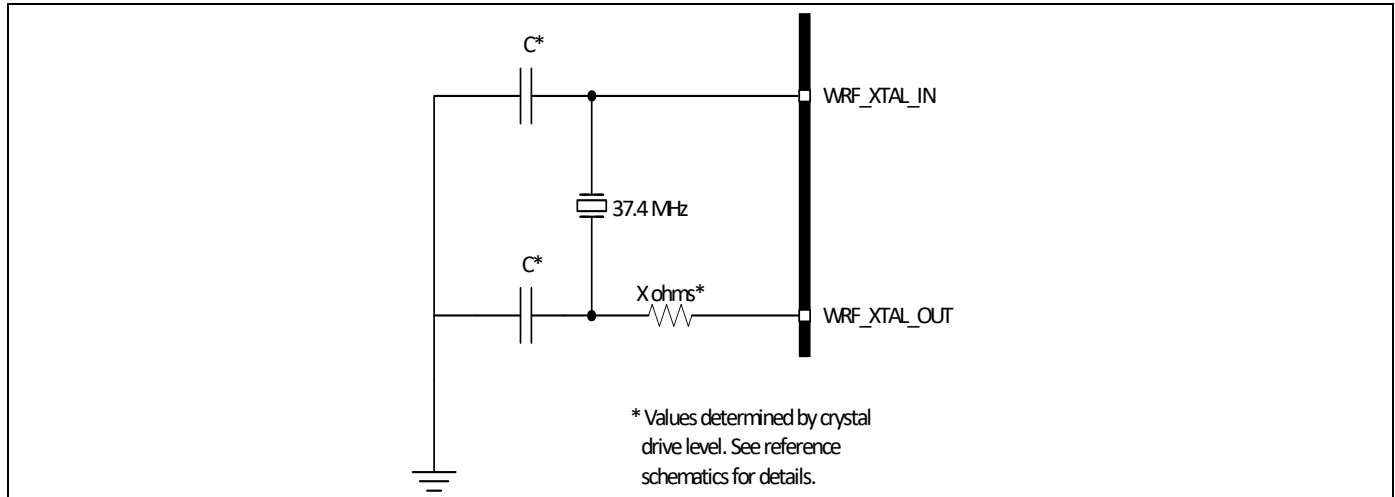 C*
WRF_XTAL_IN
37.4 MHz
C*
X ohms*
WRF_XTAL_OUT
* Values determined by crystal
drive level. See reference
schematics for details.